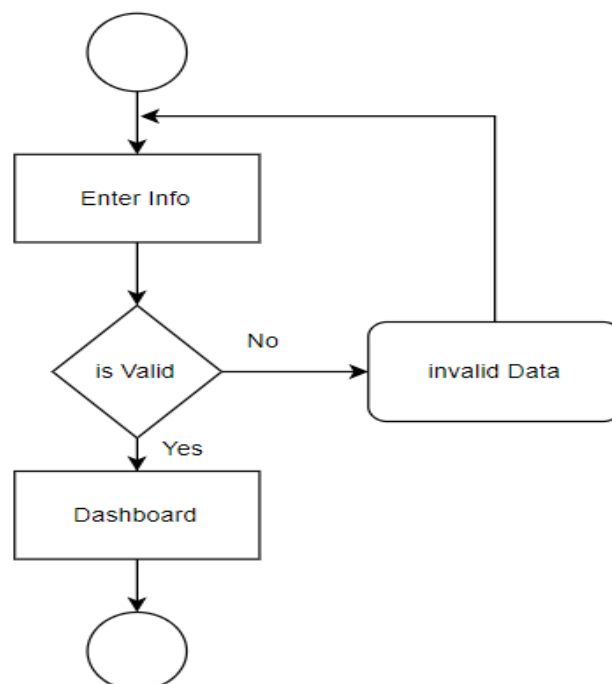 Enter Info
No
is Valid
invalid Data
Yes
Dashboard